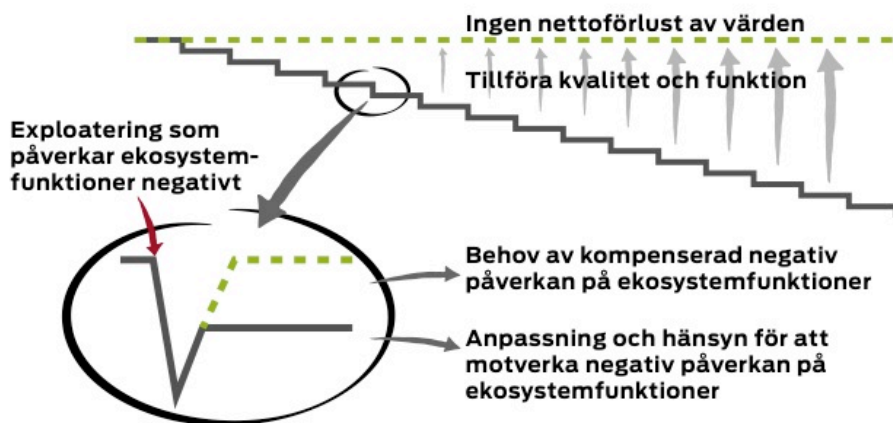 Ingen nettoförlust av värden
Tillföra kvalitet och funktion
Exploatering som
påverkar ekosystem-
funktioner negativt
Behov av kompenserad negativ
påverkan på ekosystemfunktioner
Anpassning och hänsyn för att
motverka negativ påverkan på
ekosystemfunktioner